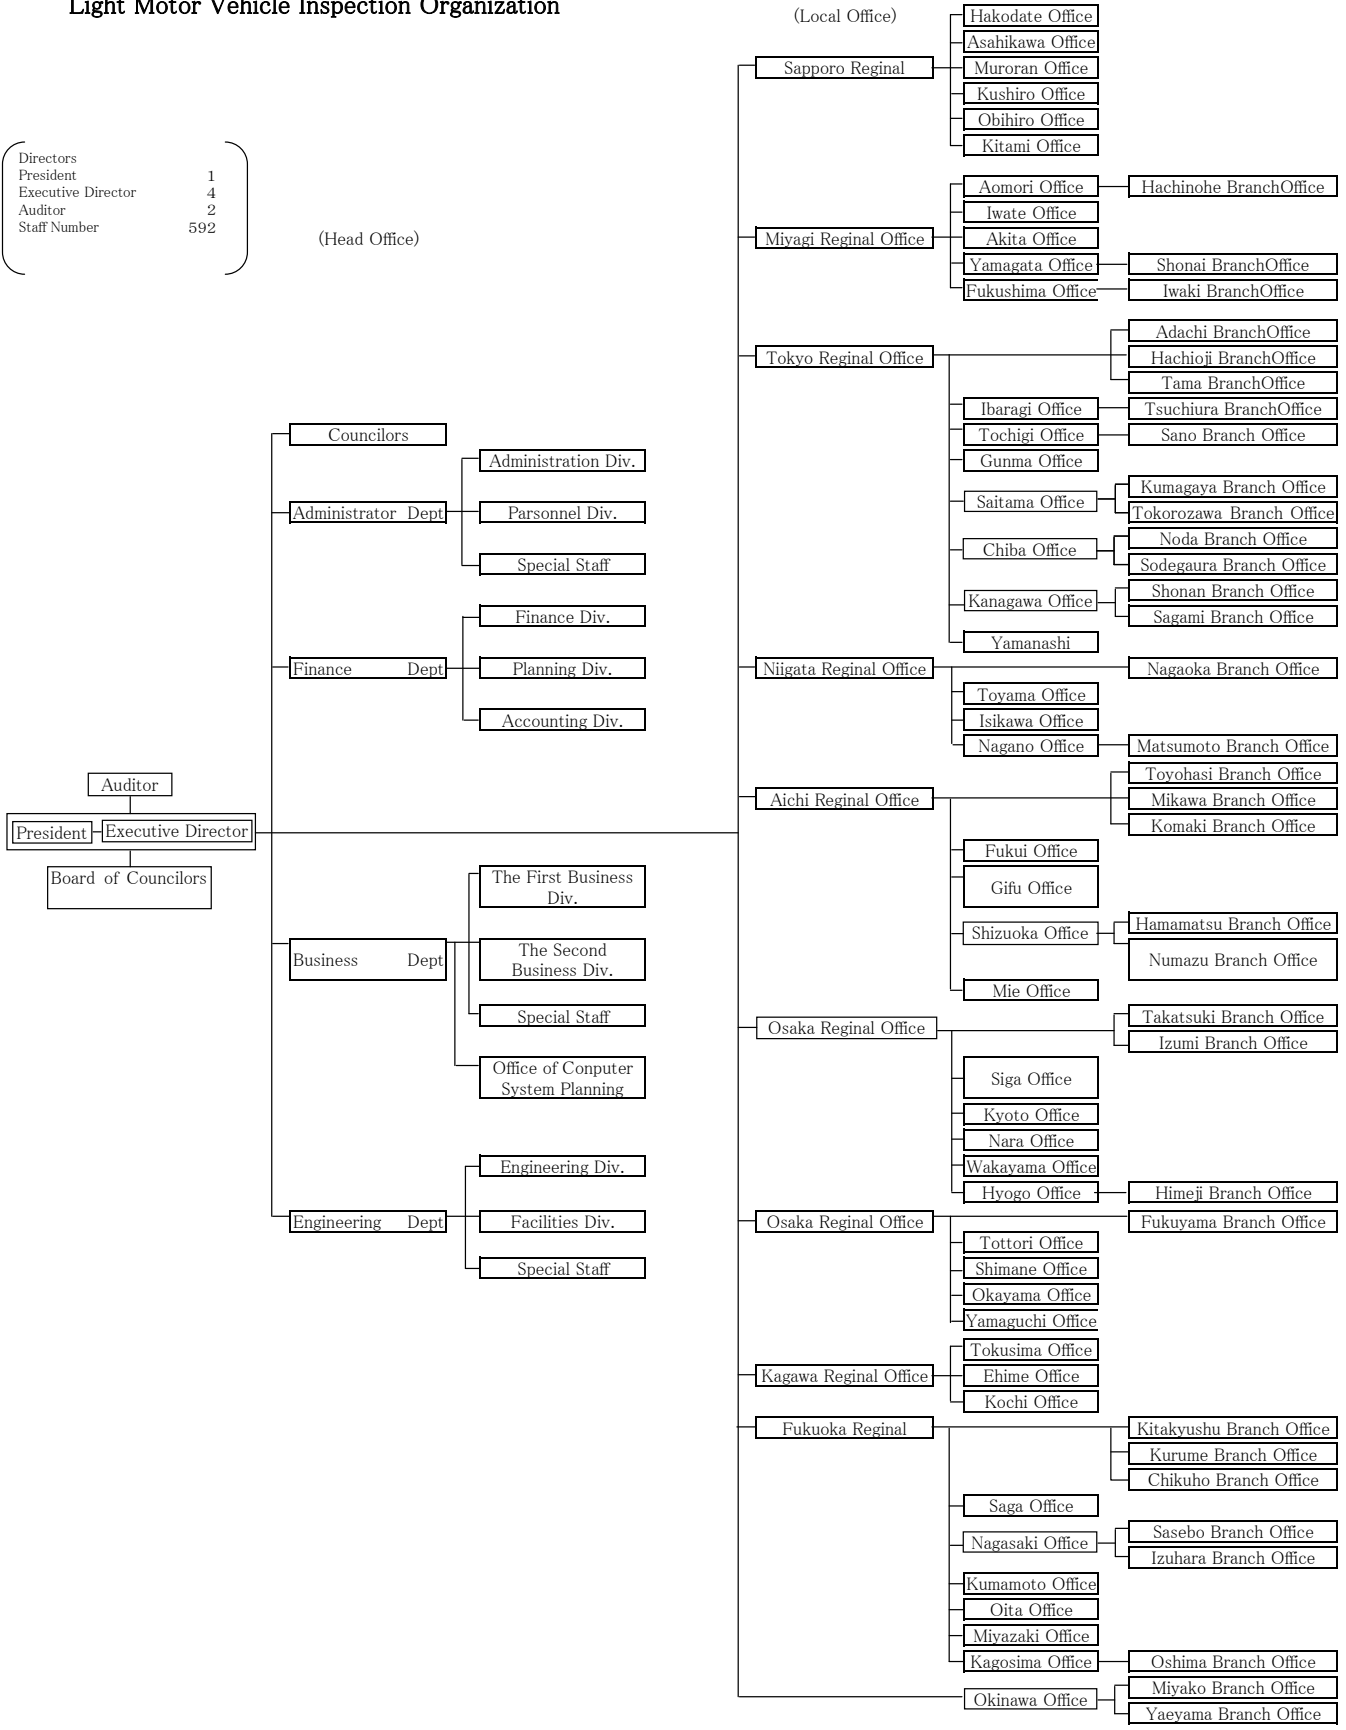 Light Motor Vehicle Inspection Organization
Directors
President 1
Executive Director 4
Auditor 2
Staff Number 592
(Head Office)
Councilors
Administrator Dept
Administration Div.
Parsonnel Div.
Special Staff
Finance Dept
Finance Div.
Planning Div.
Accounting Div.
Auditor
President
Executive Director
Board of Councilors
Business Dept
The First Business
Div.
The Second
Business Div.
Special Staff
Office of Conputer
System Planning
Engineering Dept
Engineering Div.
Facilities Div.
Special Staff
(Local Office)
Sapporo Reginal
Hakodate Office
Asahikawa Office
Muroran Office
Kushiro Office
Obihiro Office
Kitami Office
Miyagi Reginal Office
Aomori Office
Hachinohe BranchOffice
Iwate Office
Akita Office
Yamagata Office
Shonai BranchOffice
Fukushima Office
Iwaki BranchOffice
Tokyo Reginal Office
Adachi BranchOffice
Hachioji BranchOffice
Tama BranchOffice
Ibaragi Office
Tsuchiura BranchOffice
Tochigi Office
Sano Branch Office
Gunma Office
Saitama Office
Kumagaya Branch Office
Tokorozawa Branch Office
Chiba Office
Noda Branch Office
Sodegaura Branch Office
Kanagawa Office
Shonan Branch Office
Sagami Branch Office
Yamanashi
Niigata Reginal Office
Nagaoka Branch Office
Toyama Office
Isikawa Office
Nagano Office
Matsumoto Branch Office
Aichi Reginal Office
Toyohasi Branch Office
Mikawa Branch Office
Komaki Branch Office
Fukui Office
Gifu Office
Shizuoka Office
Hamamatsu Branch Office
Numazu Branch Office
Mie Office
Osaka Reginal Office
Takatsuki Branch Office
Izumi Branch Office
Siga Office
Kyoto Office
Nara Office
Wakayama Office
Hyogo Office
Himeji Branch Office
Osaka Reginal Office
Fukuyama Branch Office
Tottori Office
Shimane Office
Okayama Office
Yamaguchi Office
Kagawa Reginal Office
Tokusima Office
Ehime Office
Kochi Office
Fukuoka Reginal
Kitakyushu Branch Office
Kurume Branch Office
Chikuho Branch Office
Saga Office
Nagasaki Office
Sasebo Branch Office
Izuhara Branch Office
Kumamoto Office
Oita Office
Miyazaki Office
Kagosima Office
Oshima Branch Office
Okinawa Office
Miyako Branch Office
Yaeyama Branch Office